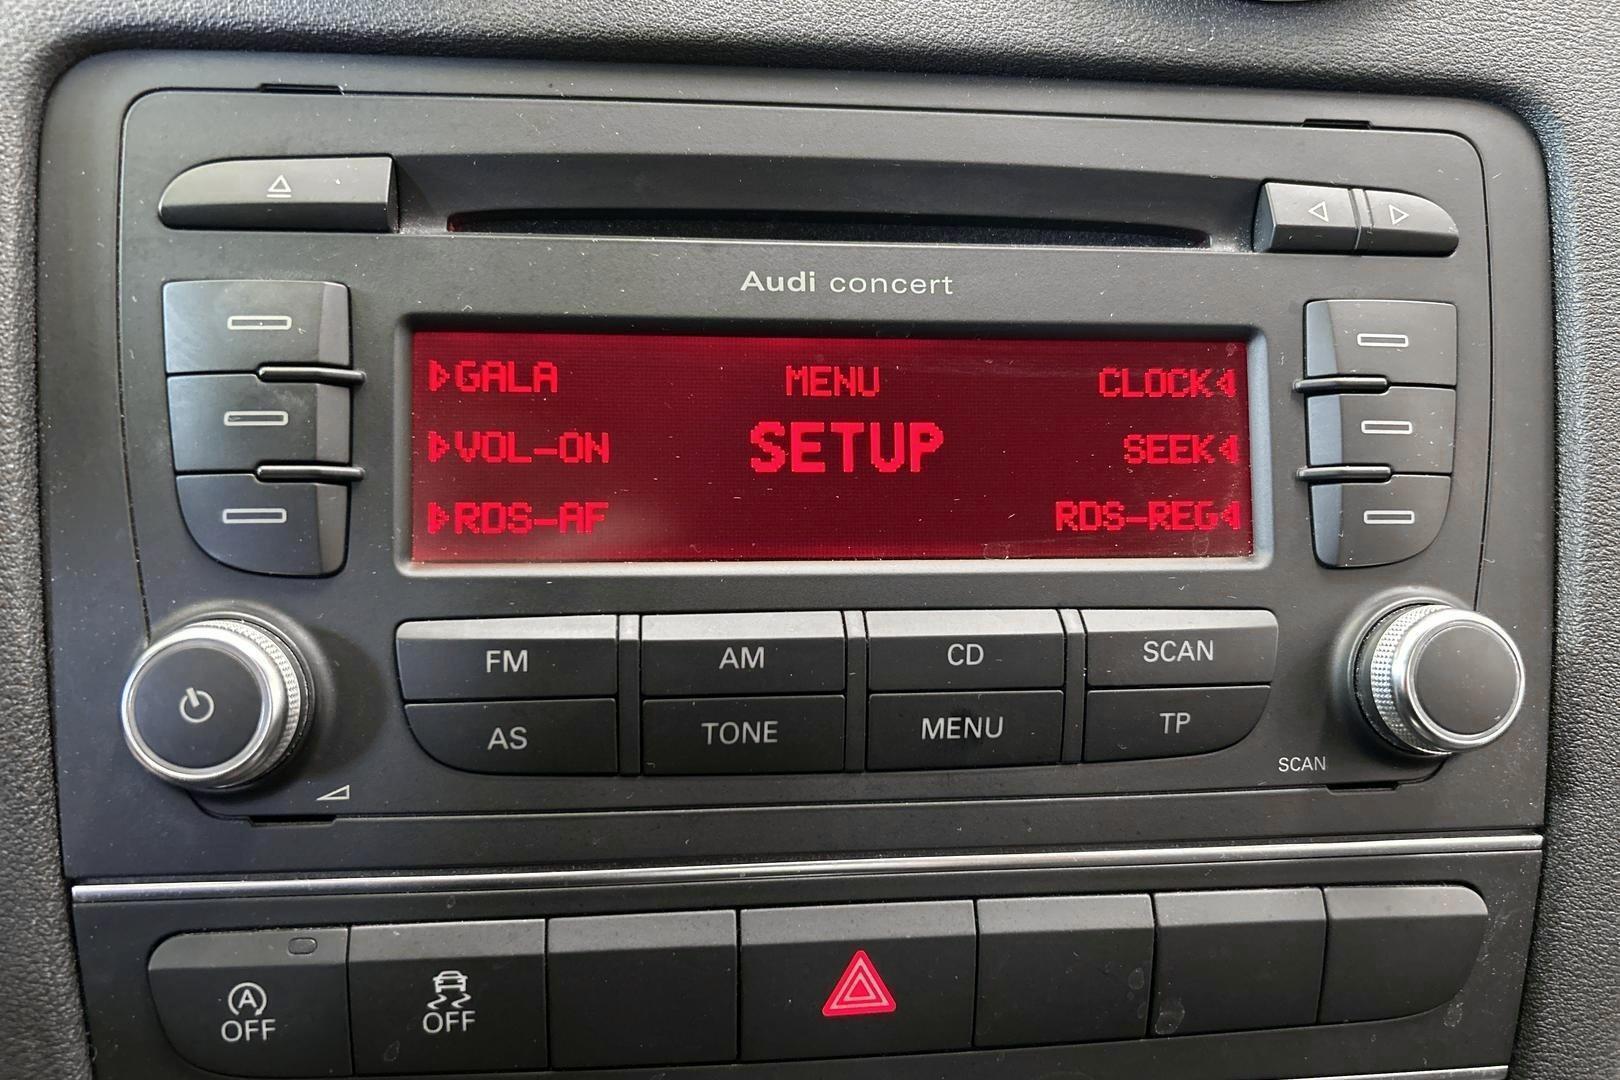 Audi concert
GALA MENU CLOCK
VOL-ON SETUP SEEK
RDS-AF RDS-REG
FM AM CD SCAN
AS TONE MENU TP
SCAN
A
OFF OFF